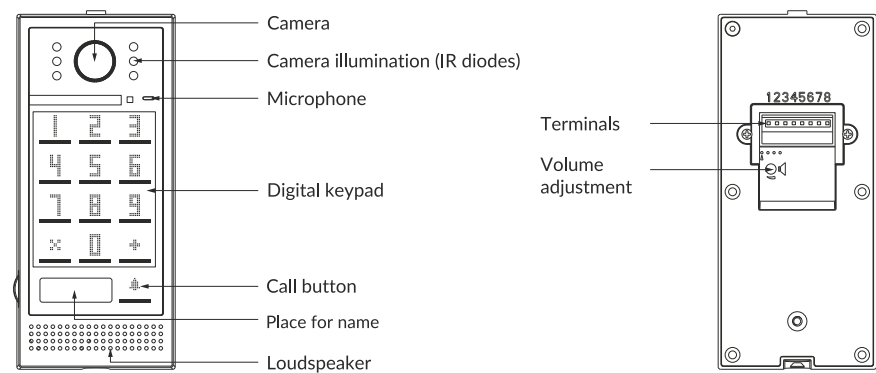 Camera
Camera illumination (IR diodes)
Microphone
1 2 3
4 5 6
7 8 9
× 0 +
Digital keypad
Call button
Place for name
Loudspeaker
12345678
Terminals
Volume
adjustment